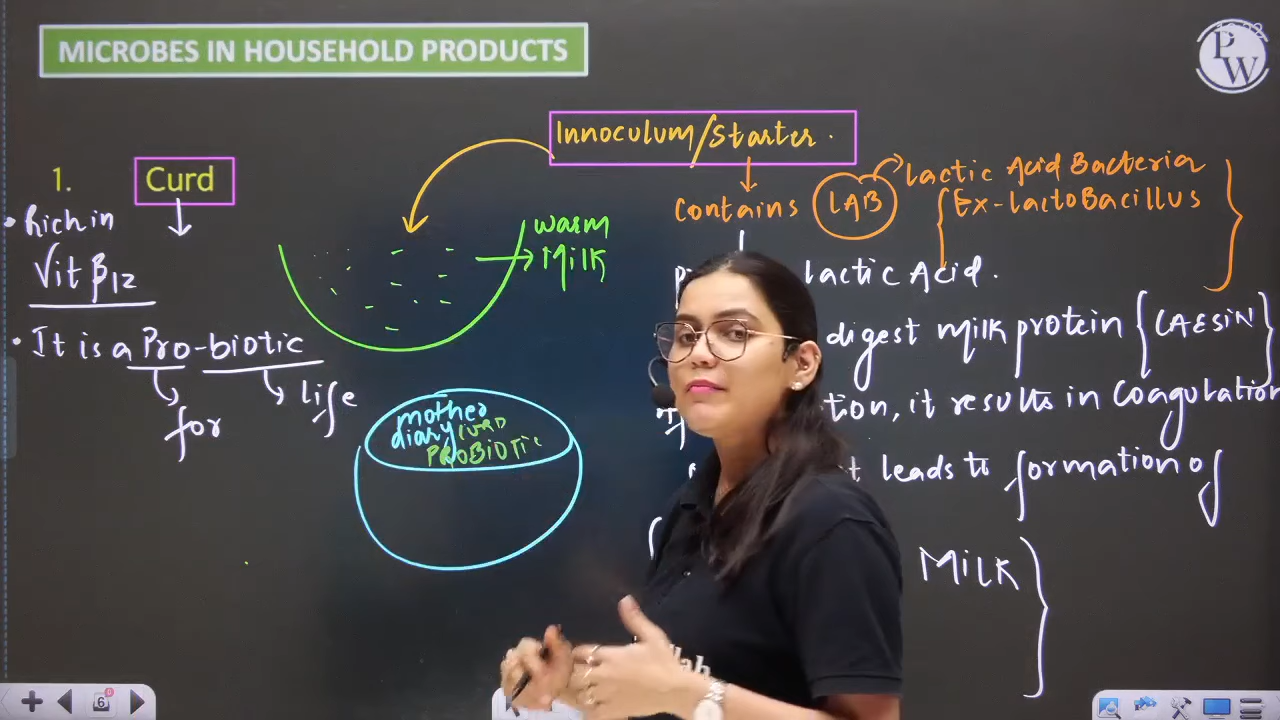 MICROBES IN HOUSEHOLD PRODUCTS
PW
Innoculum/Starter.
1. Curd
• Rich in
Vit B12
• It is a Pro-biotic
for
life
warm
Milk
mother
diary CURD
PROBIOTIC
Contains LAB Lactic Acid Bacteria
Ex-lactoBacillus
lactic Acid.
digest milk protein {CAESIN}
it results in Coagulation
leads to formation of
Milk
6